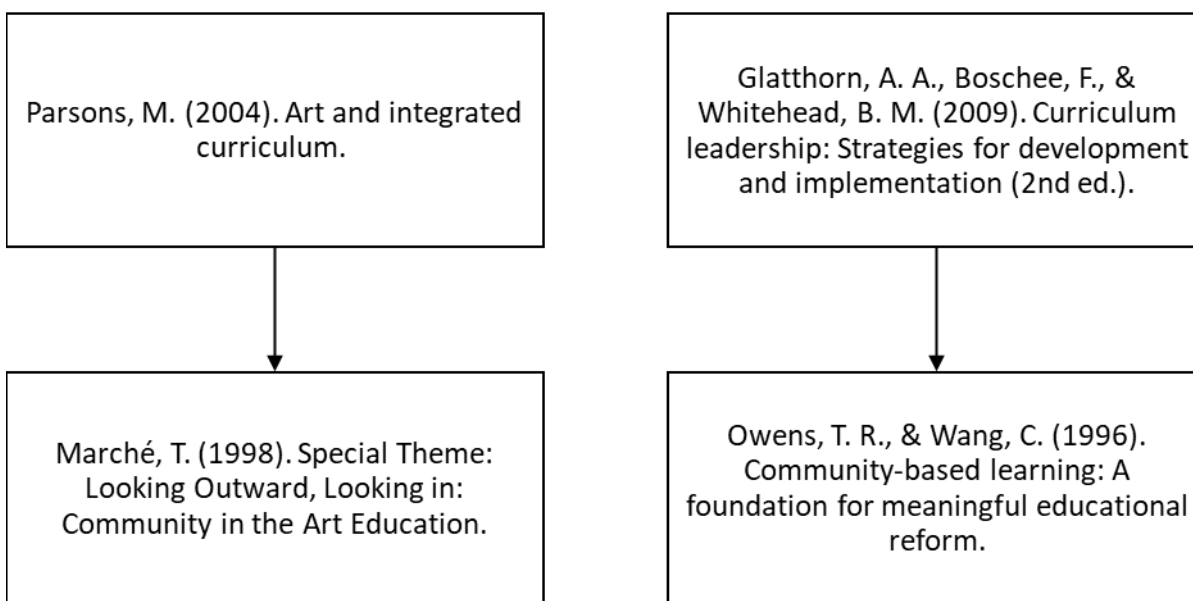 Parsons, M. (2004). Art and integrated
curriculum.
Glatthorn, A. A., Boschee, F., &
Whitehead, B. M. (2009). Curriculum
leadership: Strategies for development
and implementation (2nd ed.).
Marché, T. (1998). Special Theme:
Looking Outward, Looking in:
Community in the Art Education.
Owens, T. R., & Wang, C. (1996).
Community-based learning: A
foundation for meaningful educational
reform.